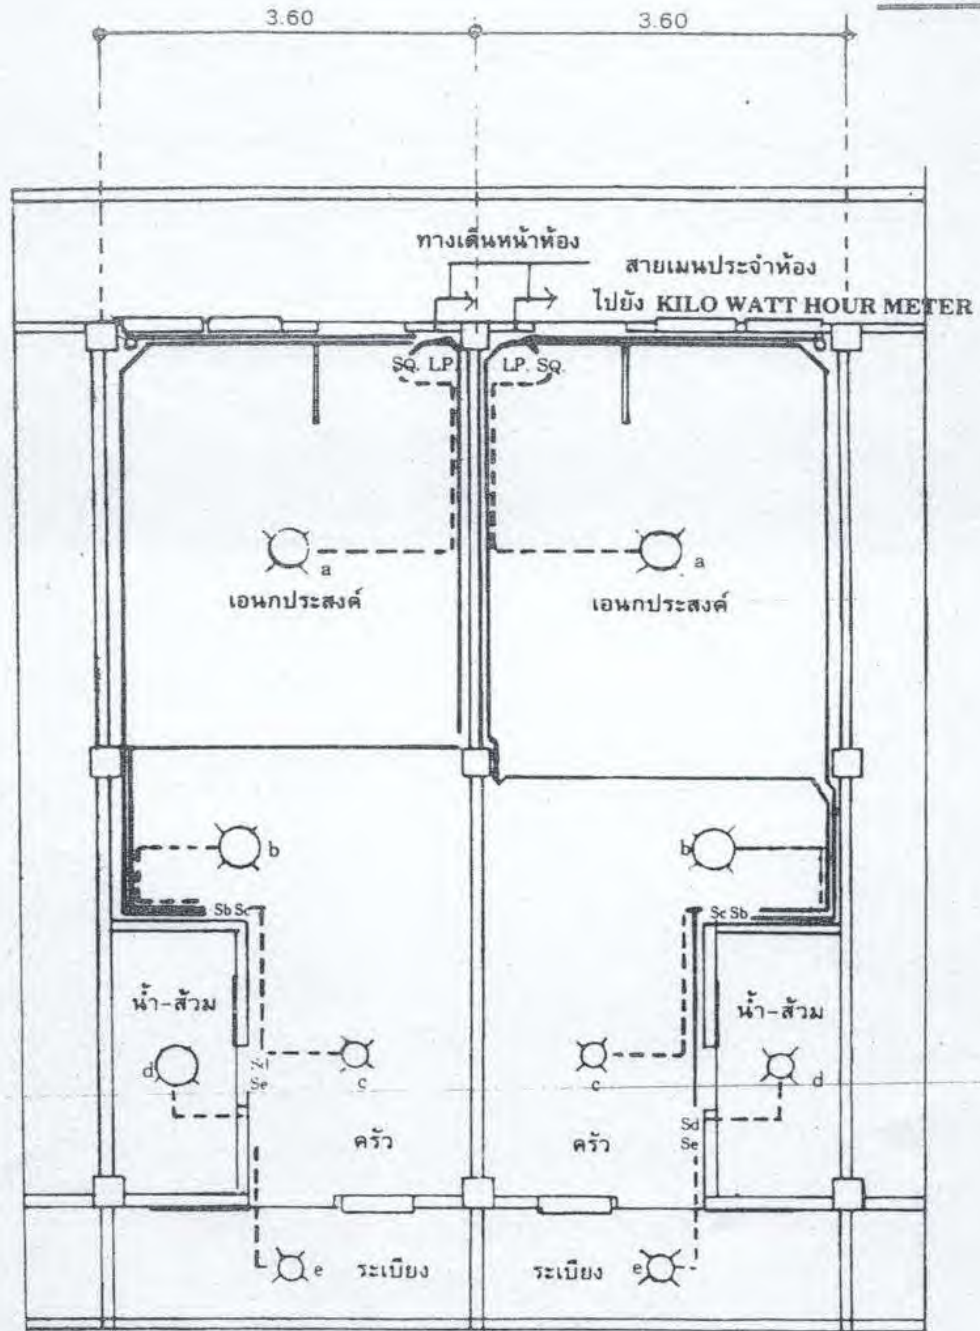 3.60 3.60
ทางเดินหน้าห้อง
สายเมนประจำห้อง
ไปยัง KILO WATT HOUR METER
SQ. LP. LP. SQ.
a a
เอนกประสงค์ เอนกประสงค์
b b
Sb Sc Sc Sb
น้ำ-ส้วม น้ำ-ส้วม
d c c d
Se
Sd
ครัว ครัว Se
e ระเบียง ระเบียง e